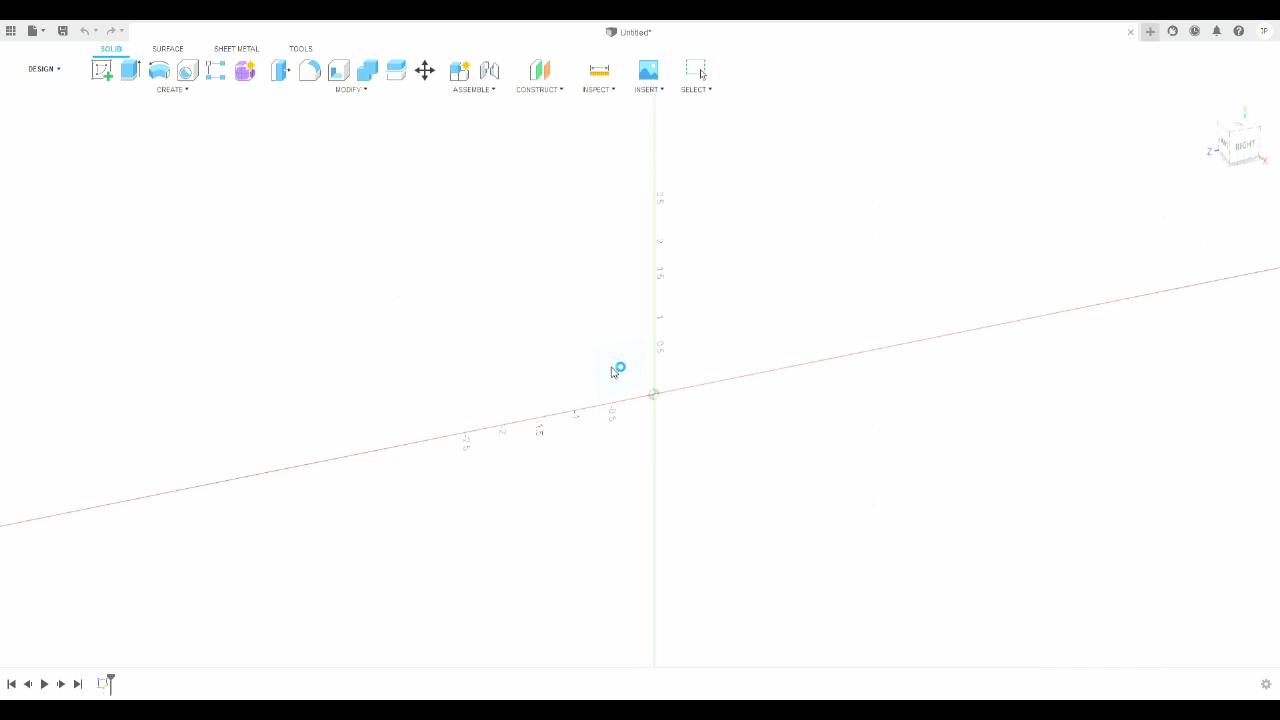 Untitled*
JP
SOLID
SURFACE
SHEET METAL
TOOLS
DESIGN
CREATE
MODIFY
ASSEMBLE
CONSTRUCT
INSPECT
INSERT
SELECT
RIGHT
Z
X
2.5
2
1.5
1
0.5
-0.5
-1
-1.5
-2
-2.5